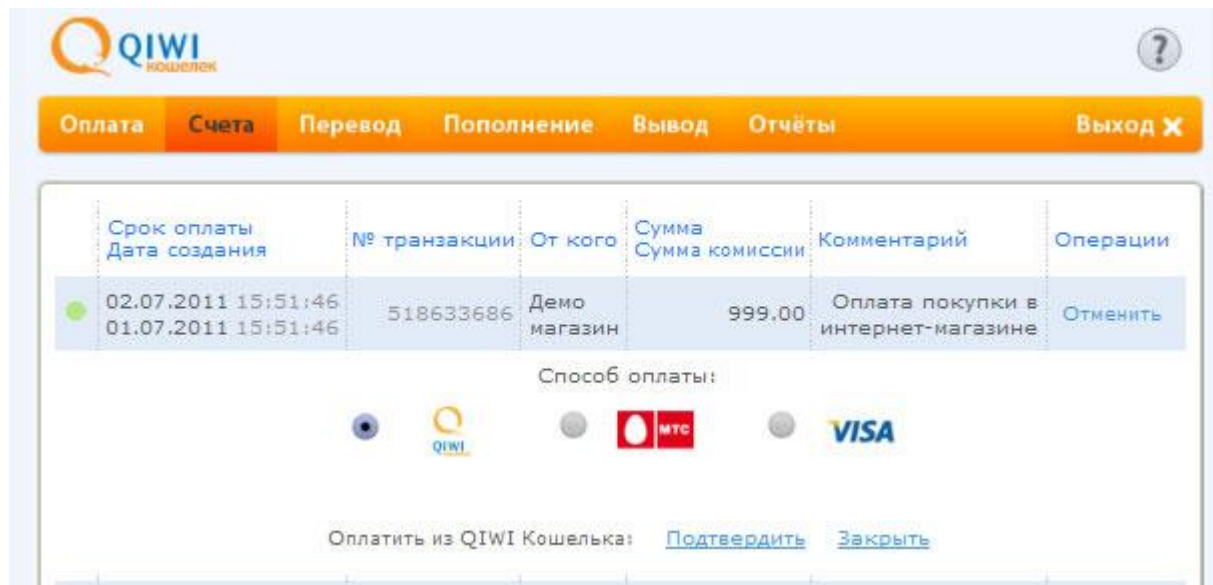 QIWI
кошелек
?
Оплата Счета Перевод Пополнение Вывод Отчёты Выход
Срок оплаты
Дата создания
№ транзакции
От кого
Сумма
Сумма комиссии
Комментарий
Операции
02.07.2011 15:51:46
01.07.2011 15:51:46
518633686
Демо
магазин
999.00
Оплата покупки в
интернет-магазине
Отменить
Способ оплаты:
QIWI МТС VISA
Оплатить из QIWI Кошелька: Подтвердить Закрыть